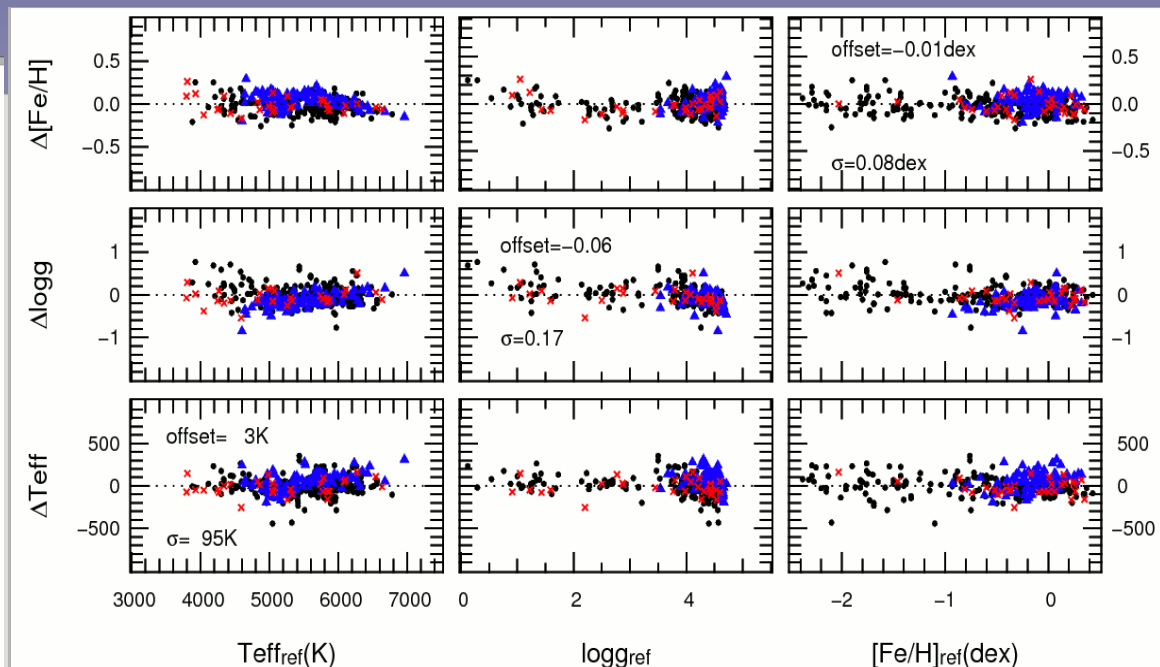 offset=−0.01dex
0.5 0.5
Δ[Fe/H]
0.0 0.0
−0.5 −0.5
σ=0.08dex
offset=−0.06
1 1
Δlogg
0 0
−1 −1
σ=0.17
offset= 3K
500 500
ΔTeff
0 0
−500 −500
σ= 95K
3000 4000 5000 6000 7000 0 2 4 −2 −1 0
Teffref(K) loggref [Fe/H]ref(dex)